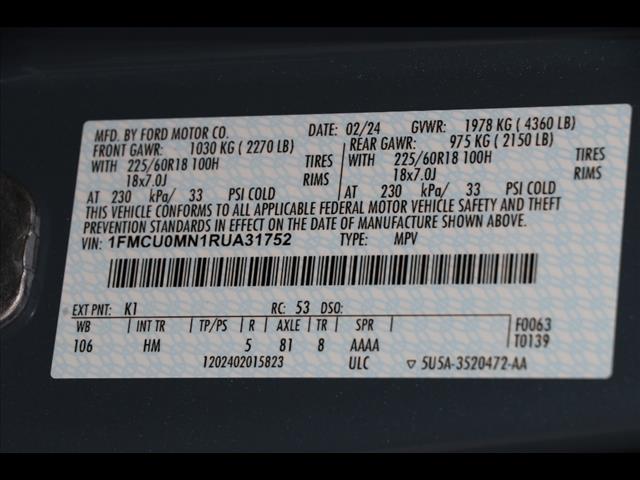 MFD. BY FORD MOTOR CO. DATE: 02/24 GVWR: 1978 KG ( 4360 LB)
FRONT GAWR: 1030 KG ( 2270 LB) REAR GAWR: 975 KG ( 2150 LB)
WITH 225/60R18 100H TIRES WITH 225/60R18 100H TIRES
18x7.0J RIMS 18x7.0J RIMS
AT 230 kPa/ 33 PSI COLD AT 230 kPa/ 33 PSI COLD
THIS VEHICLE CONFORMS TO ALL APPLICABLE FEDERAL MOTOR VEHICLE SAFETY AND THEFT
PREVENTION STANDARDS IN EFFECT ON THE DATE OF MANUFACTURE SHOWN ABOVE.
VIN: 1FMCU0MN1RUA31752 TYPE: MPV
EXT PNT: K1 RC: 53 DSO:
WB INT TR TP/PS R AXLE TR SPR F0063
106 HM 5 81 8 AAAA T0139
1202402015823 ULC ▽ 5U5A-3520472-AA